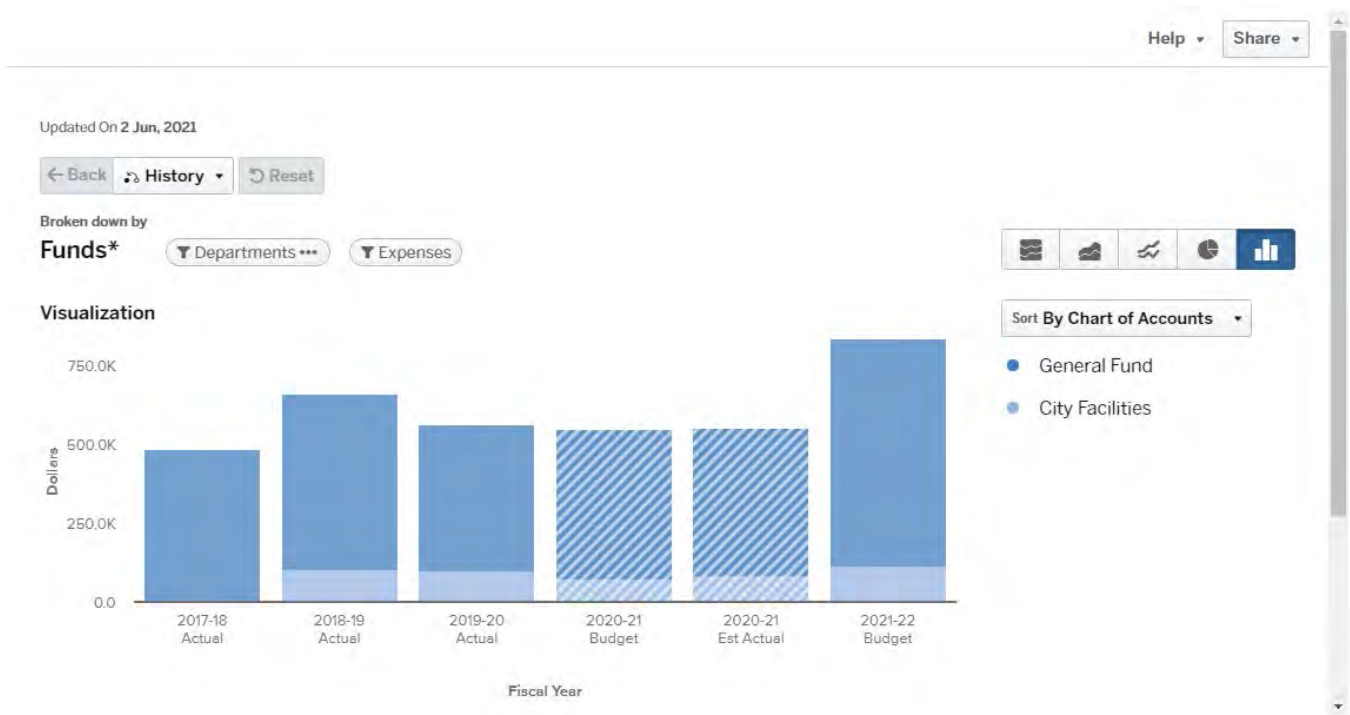 Help
Share
Updated On 2 Jun, 2021
Back
History
Reset
Broken down by
Funds*
Departments •••
Expenses
Visualization
Sort By Chart of Accounts
General Fund
City Facilities
Dollars
750.0K
500.0K
250.0K
0.0
2017-18
Actual
2018-19
Actual
2019-20
Actual
2020-21
Budget
2020-21
Est Actual
2021-22
Budget
Fiscal Year